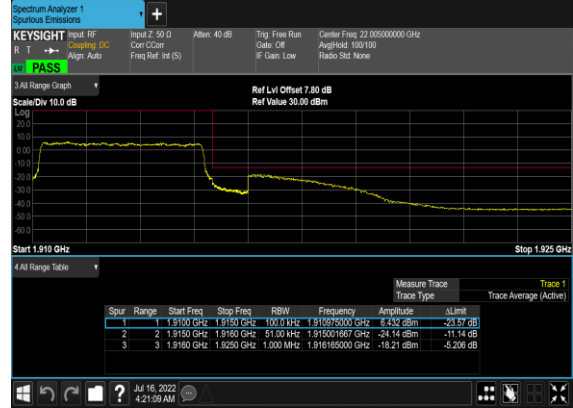 Spectrum Analyzer 1
Spurious Emissions
KEYSIGHT Input: RF Input Z: 50 Ω Atten: 40 dB Trig: Free Run Center Freq: 22.005000000 GHz
R T Coupling: DC Corr CCorr Gate: Off Avg|Hold: 100/100
Align: Auto Freq Ref: Int (S) IF Gain: Low Radio Std: None
PASS
3 All Range Graph Ref Lvl Offset 7.80 dB
Scale/Div 10.0 dB Ref Value 30.00 dBm
Log
20.0
10.0
0.00
-10.0
-20.0
-30.0
-40.0
-50.0
-60.0
Start 1.910 GHz Stop 1.925 GHz
4 All Range Table
Measure Trace Trace 1
Trace Type Trace Average (Active)
Spur Range Start Freq Stop Freq RBW Frequency Amplitude ΔLimit
1 1 1.9100 GHz 1.9150 GHz 100.0 kHz 1.910975000 GHz 6.432 dBm -23.57 dB
2 2 1.9150 GHz 1.9160 GHz 51.00 kHz 1.915001667 GHz -24.14 dBm -11.14 dB
3 3 1.9160 GHz 1.9250 GHz 1.000 MHz 1.916165000 GHz -18.21 dBm -5.206 dB
Jul 16, 2022
4:21:09 AM